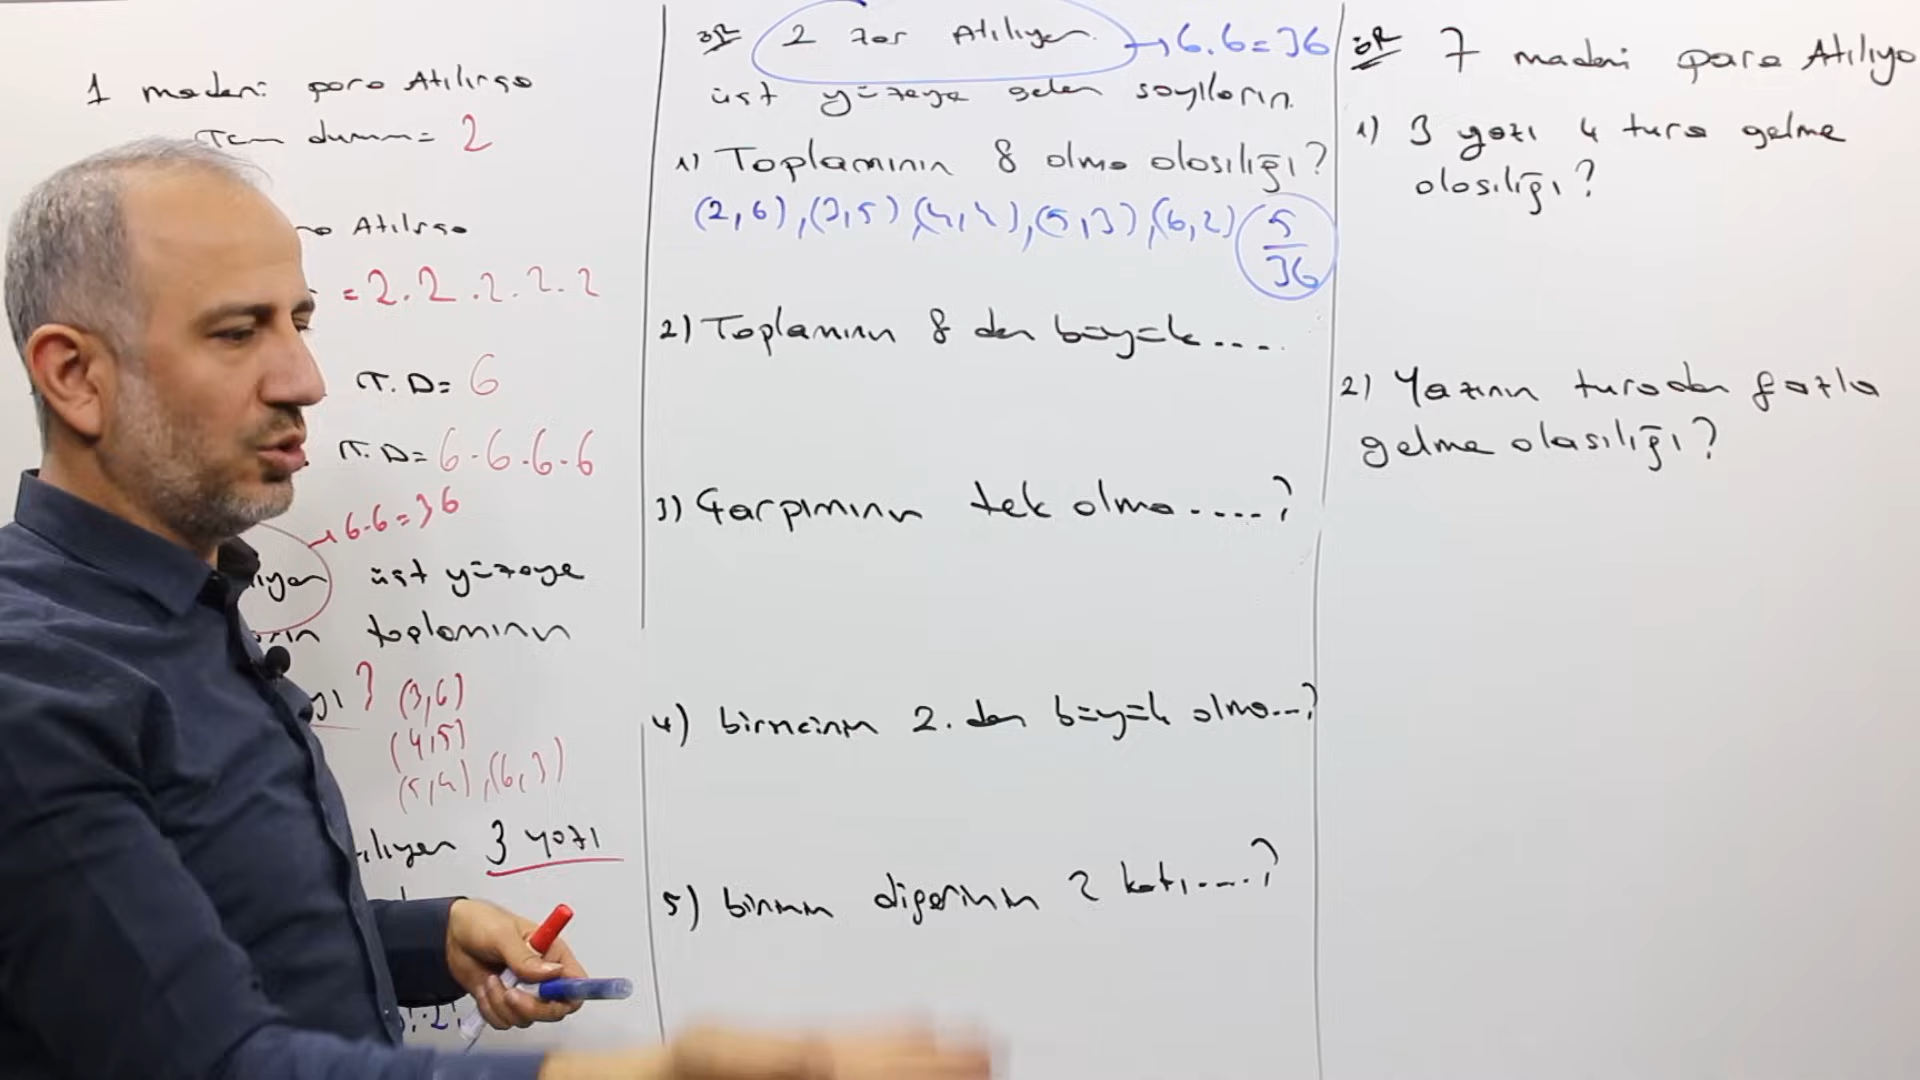 1 madeni para Atılırsa
Tüm durum = 2
Atılırsa
= 2.2.2.2.2
T.D= 6
T.D= 6.6.6.6
→ 6.6=36
üst yüzeye
toplamının
? (3,6)
(4,5)
(5,4),(6,3)
3 yazı
ör 2 zar Atılıyor. → 6.6=36
üst yüzeye gelen sayıların.
1) Toplamının 8 olma olasılığı?
(2,6),(3,5)(4,4),(5,3),(6,2) 5/36
2) Toplamının 8 den büyük....
3) Çarpımının tek olma.....?
4) birincinin 2. den büyük olma...?
5) birinin diğerinin 2 katı....?
ör 7 madeni para Atılıyo
1) 3 yazı 4 tura gelme
olasılığı?
2) Yazının turadan fazla
gelme olasılığı?